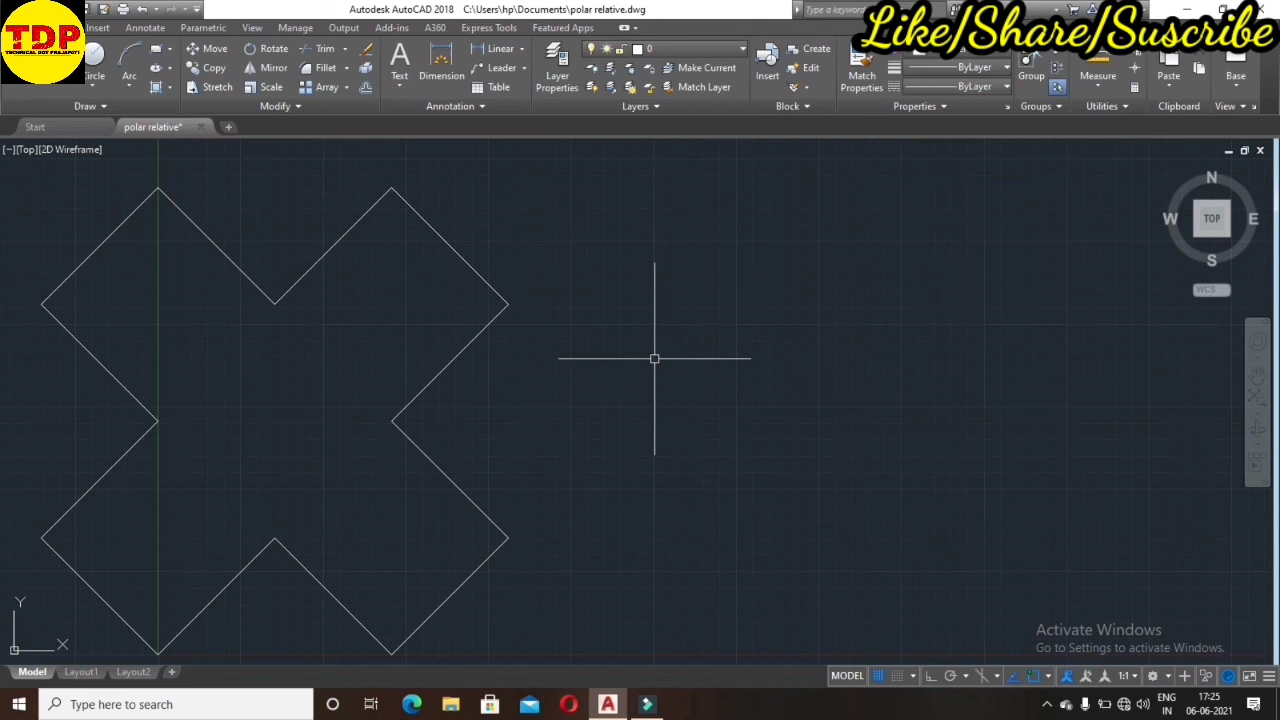 Autodesk AutoCAD 2018 C:\Users\hp\Documents\polar relative.dwg
Type a keyword
Like/Share/Suscribe
TDP
TECHNICAL DOT PRAJAPATI
Insert Annotate Parametric View Manage Output Add-ins A360 Express Tools Featured Apps
Move Rotate Trim Linear 0 Create
Circle Arc Copy Mirror Fillet Text Dimension Leader Layer Properties Make Current Insert Edit Match Properties ByLayer Group Measure Paste Base
Stretch Scale Array Table Match Layer ByLayer
Draw Modify Annotation Layers Block Properties Groups Utilities Clipboard View
Start polar relative*
[−][Top][2D Wireframe]
N
W TOP E
S
WCS
Y
X
Activate Windows
Go to Settings to activate Windows.
Model Layout1 Layout2 MODEL 1:1
Type here to search
ENG 17:25
IN 06-06-2021